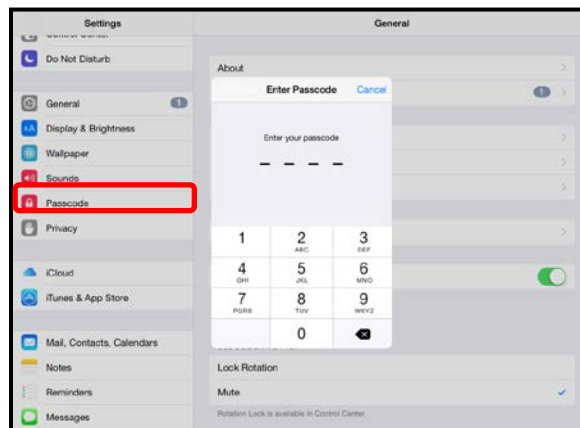 Settings
General
Do Not Disturb
General
1
Display & Brightness
Wallpaper
Sounds
Passcode
Privacy
iCloud
iTunes & App Store
Mail, Contacts, Calendars
Notes
Reminders
Messages
About
1
Enter Passcode Cancel
Enter your passcode
1 2 3
ABC DEF
4 5 6
GHI JKL MNO
7 8 9
PQRS TUV WXYZ
0
Lock Rotation
Mute
Rotation Lock is available in Control Center.